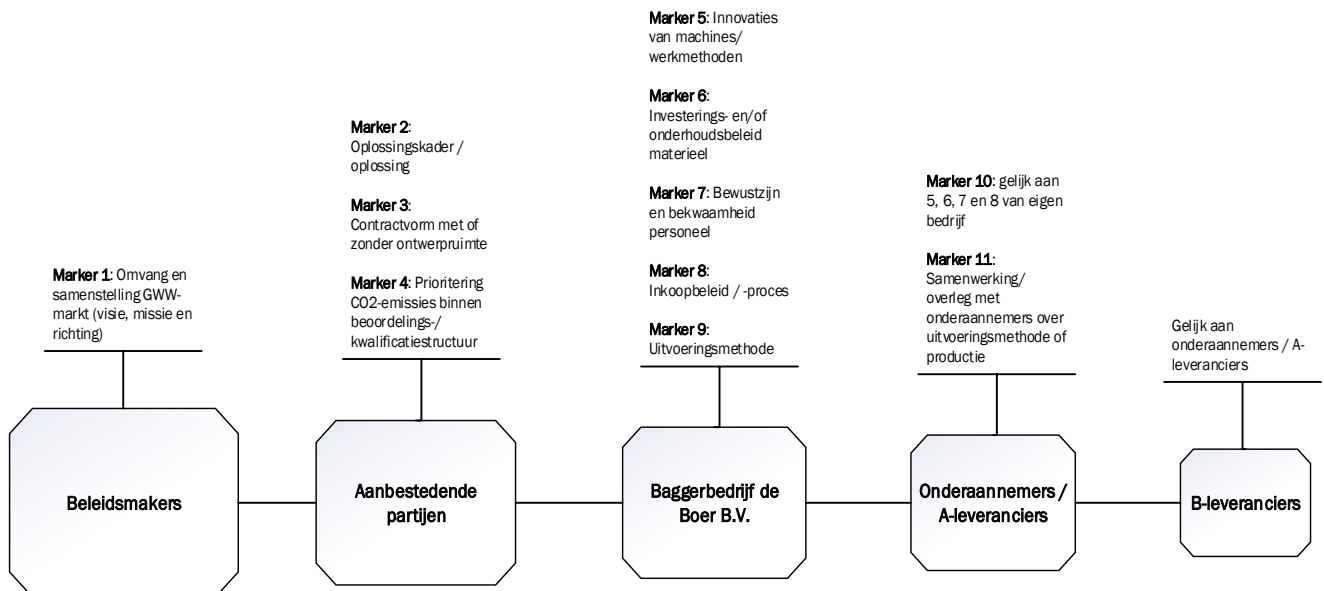 Marker 1: Omvang en
samenstelling GWW-
markt (visie, missie en
richting)
Beleidsmakers
Marker 2:
Oplossingskader /
oplossing
Marker 3:
Contractvorm met of
zonder ontwerpruimte
Marker 4: Prioritering
CO2-emissies binnen
beoordelings-/
kwalificatiestructuur
Aanbestedende
partijen
Marker 5: Innovaties
van machines/
werkmethoden
Marker 6:
Investerings- en/of
onderhoudsbeleid
materieel
Marker 7: Bewustzijn
en bekwaamheid
personeel
Marker 8:
Inkoopbeleid / -proces
Marker 9:
Uitvoeringsmethode
Baggerbedrijf de
Boer B.V.
Marker 10: gelijk aan
5, 6, 7 en 8 van eigen
bedrijf
Marker 11:
Samenwerking/
overleg met
onderaannemers over
uitvoeringsmethode of
productie
Onderaannemers /
A-leveranciers
Gelijk aan
onderaannemers / A-
leveranciers
B-leveranciers